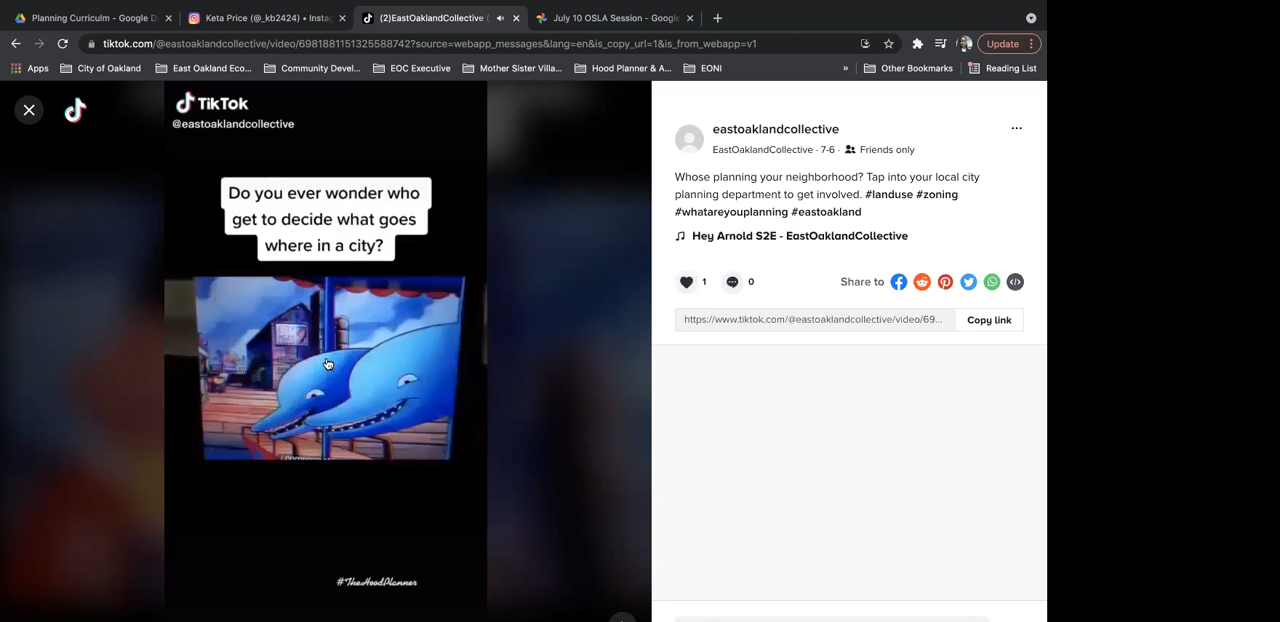 Planning Curriculum - Google D
Keta Price (@_kb2424) • Insta
(2)EastOaklandCollective (
July 10 OSLA Session - Google
tiktok.com/@eastoaklandcollective/video/6981881151325588742?source=webapp_messages&lang=en&is_copy_url=1&is_from_webapp=v1
Update
Apps
City of Oakland
East Oakland Eco...
Community Devel...
EOC Executive
Mother Sister Villa...
Hood Planner & A...
EONI
»
Other Bookmarks
Reading List
TikTok
@eastoaklandcollective
Do you ever wonder who
get to decide what goes
where in a city?
#TheHoodPlanner
eastoaklandcollective
EastOaklandCollective · 7-6 · Friends only
Whose planning your neighborhood? Tap into your local city
planning department to get involved. #landuse #zoning
#whatareyouplanning #eastoakland
Hey Arnold S2E - EastOaklandCollective
1
0
Share to
https://www.tiktok.com/@eastoaklandcollective/video/69...
Copy link